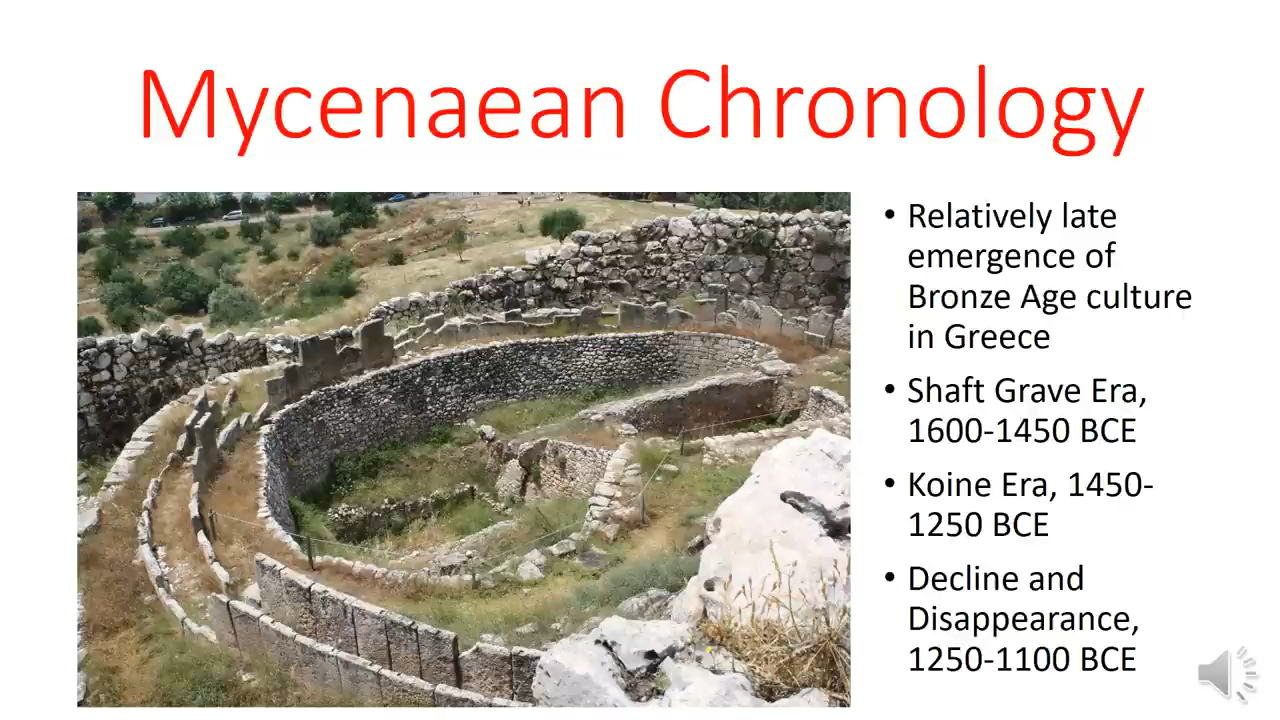 Mycenaean Chronology
• Relatively late
emergence of
Bronze Age culture
in Greece
• Shaft Grave Era,
1600-1450 BCE
• Koine Era, 1450-
1250 BCE
• Decline and
Disappearance,
1250-1100 BCE